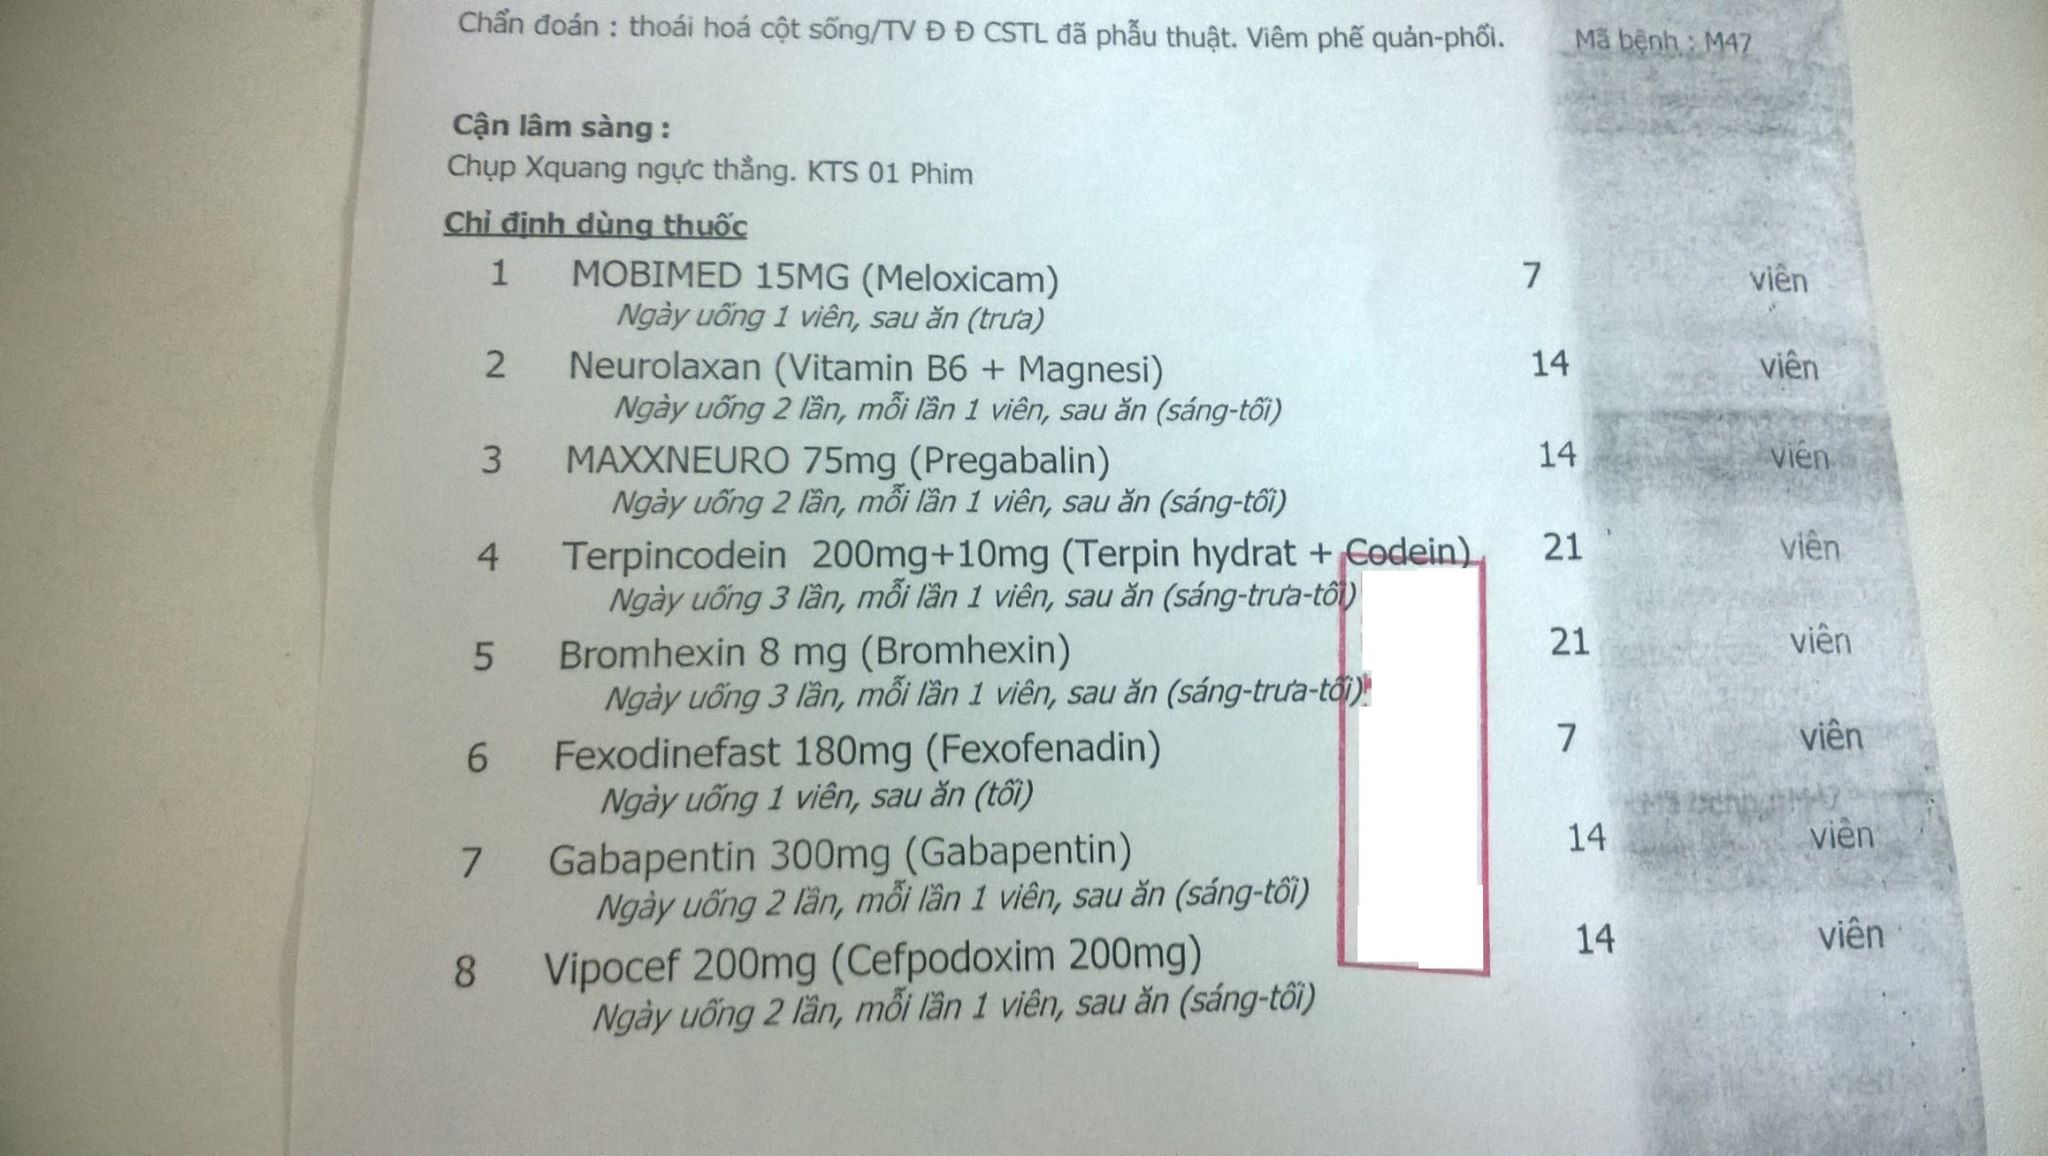 Chẩn đoán : thoái hoá cột sống/TV Đ Đ CSTL đã phẫu thuật. Viêm phế quản-phổi. Mã bệnh : M47
Cận lâm sàng :
Chụp Xquang ngực thẳng. KTS 01 Phim
Chỉ định dùng thuốc
1 MOBIMED 15MG (Meloxicam) 7 viên
Ngày uống 1 viên, sau ăn (trưa)
2 Neurolaxan (Vitamin B6 + Magnesi) 14 viên
Ngày uống 2 lần, mỗi lần 1 viên, sau ăn (sáng-tối)
3 MAXXNEURO 75mg (Pregabalin) 14 viên
Ngày uống 2 lần, mỗi lần 1 viên, sau ăn (sáng-tối)
4 Terpincodein 200mg+10mg (Terpin hydrat + Codein) 21 viên
Ngày uống 3 lần, mỗi lần 1 viên, sau ăn (sáng-trưa-tối)
5 Bromhexin 8 mg (Bromhexin) 21 viên
Ngày uống 3 lần, mỗi lần 1 viên, sau ăn (sáng-trưa-tối)
6 Fexodinefast 180mg (Fexofenadin) 7 viên
Ngày uống 1 viên, sau ăn (tối)
7 Gabapentin 300mg (Gabapentin) 14 viên
Ngày uống 2 lần, mỗi lần 1 viên, sau ăn (sáng-tối)
8 Vipocef 200mg (Cefpodoxim 200mg) 14 viên
Ngày uống 2 lần, mỗi lần 1 viên, sau ăn (sáng-tối)